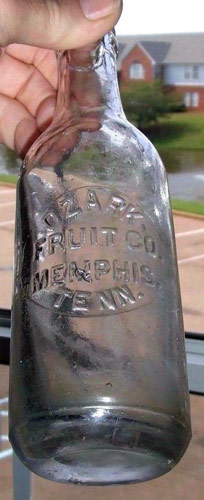 OZARK
FRUIT CO.
MEMPHIS,
TENN.